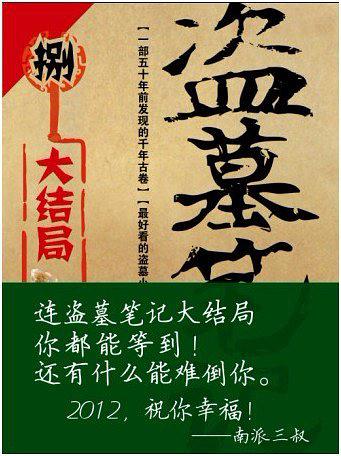 盗墓笔
【一部五十年前发现的千年古卷】【最好看的盗墓小
捌
大结局
连盗墓笔记大结局
你都能等到！
还有什么能难倒你。
2012，祝你幸福！
——南派三叔